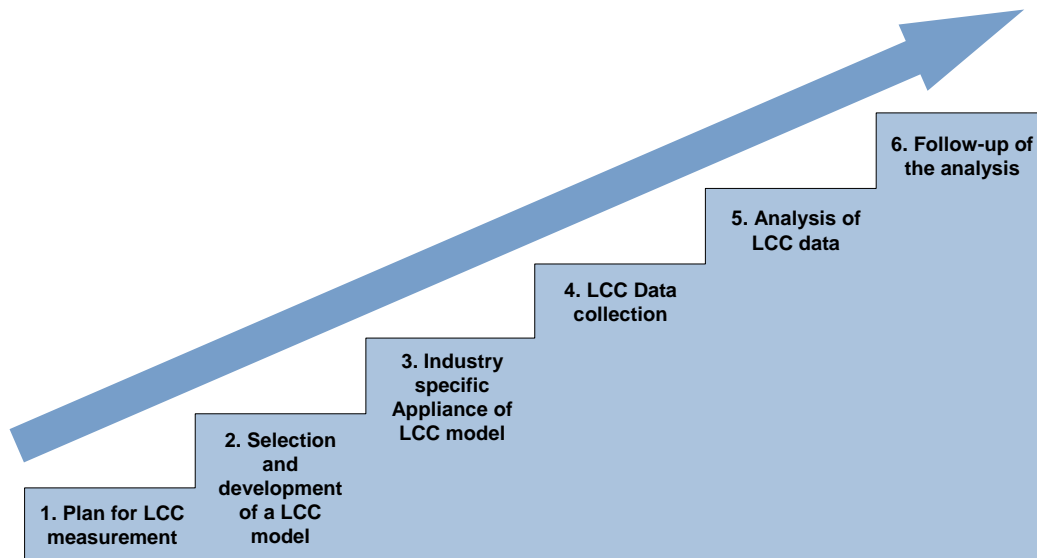 1. Plan for LCC
measurement
2. Selection
and
development
of a LCC
model
3. Industry
specific
Appliance of
LCC model
4. LCC Data
collection
5. Analysis of
LCC data
6. Follow-up of
the analysis